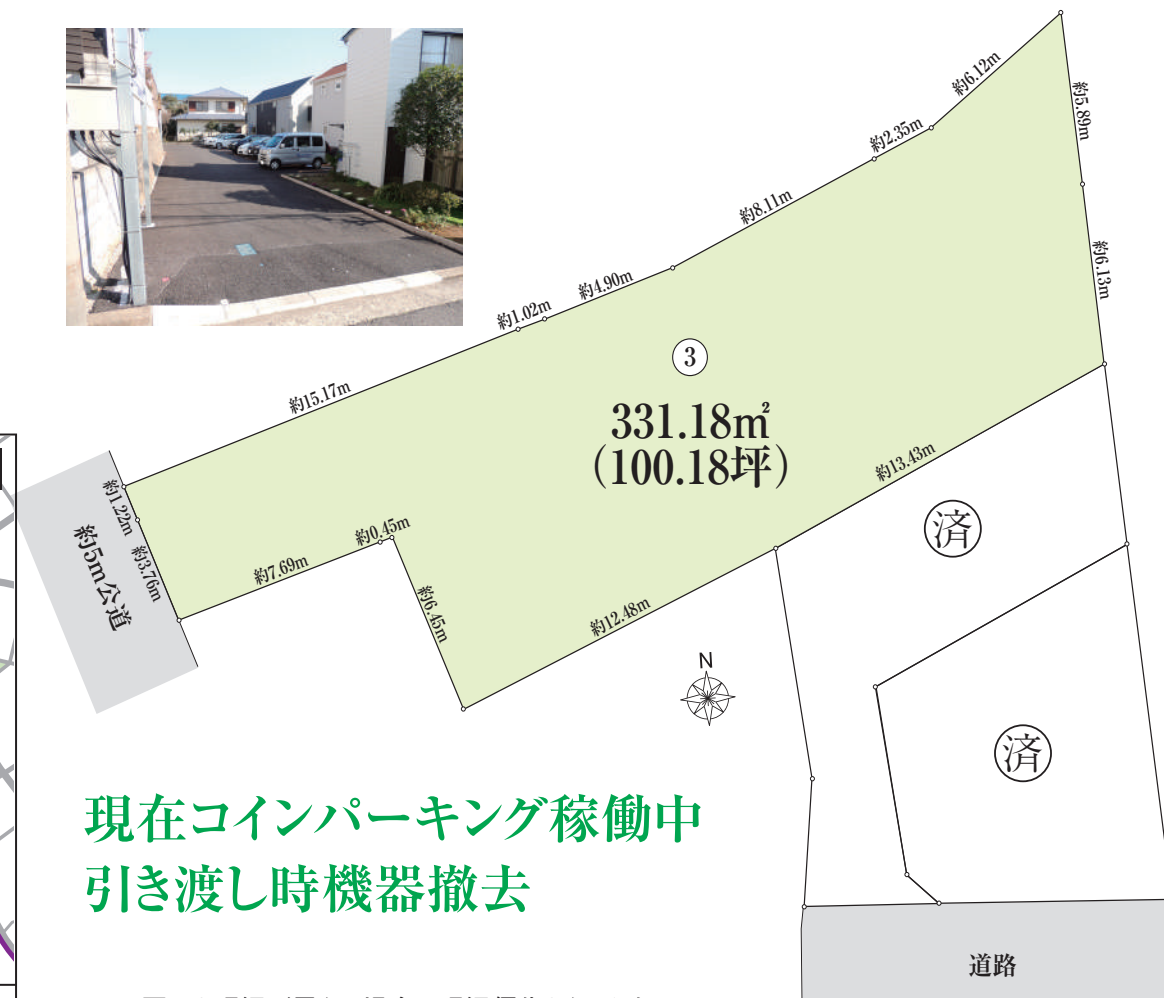 約6.12m
約5.89m
約2.35m
約8.11m
約6.13m
約4.90m
約1.02m
③
約15.17m
331.18㎡
(100.18坪)
約13.43m
約1.22m
約0.45m
済
約5m公道
約3.76m
約7.69m
約6.45m
約12.48m
N
済
現在コインパーキング稼働中
引き渡し時機器撤去
道路